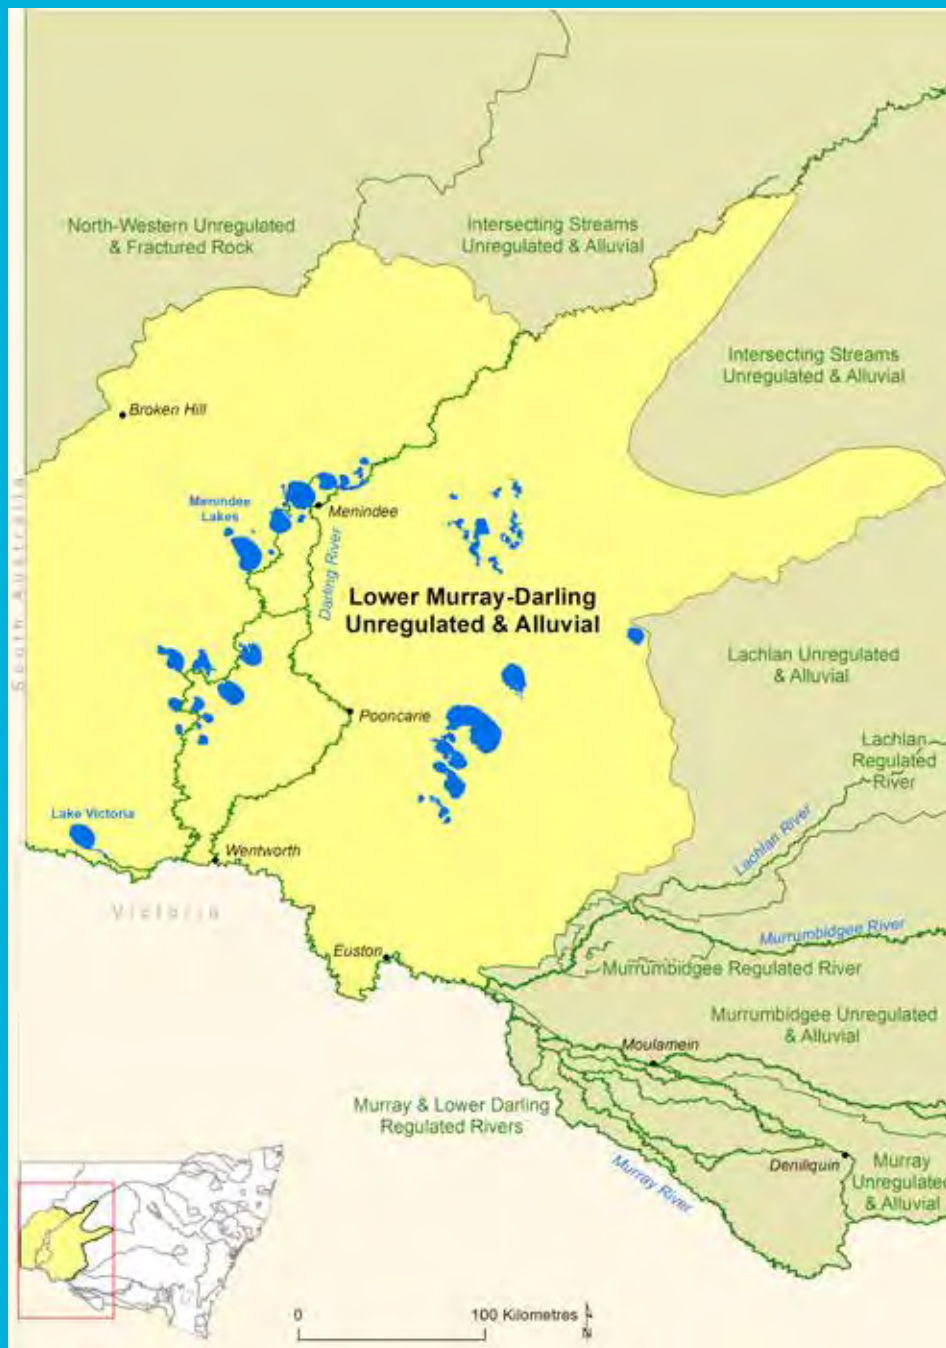 North-Western Unregulated
& Fractured Rock
Intersecting Streams
Unregulated & Alluvial
Intersecting Streams
Unregulated & Alluvial
Broken Hill
Menindee
Lakes
Menindee
Darling River
South Australia
Lower Murray-Darling
Unregulated & Alluvial
Lachlan Unregulated
& Alluvial
Pooncarie
Lachlan
Regulated
River
Lake Victoria
Lachlan River
Wentworth
Victoria
Murrumbidgee River
Euston
Murrumbidgee Regulated River
Murrumbidgee Unregulated
& Alluvial
Moulamein
Murray & Lower Darling
Regulated Rivers
Deniliquin
Murray
Unregulated
& Alluvial
Murray River
0
100 Kilometres
N